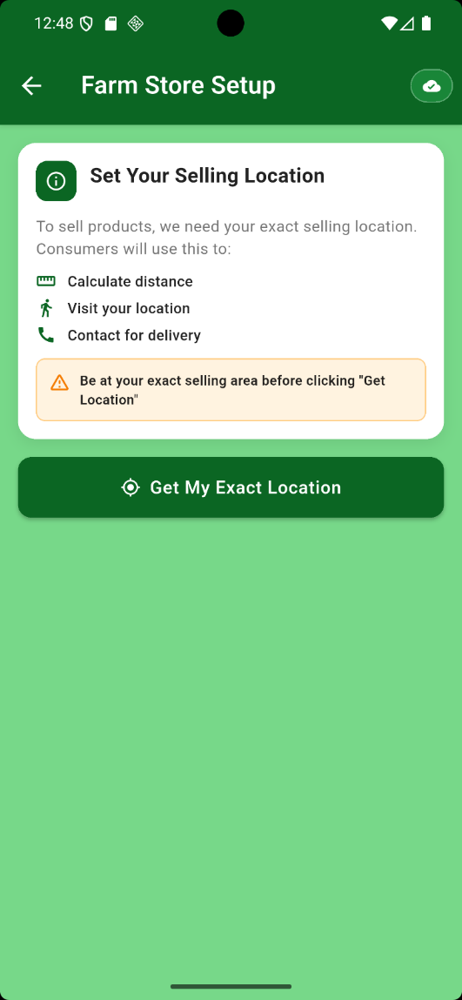 12:48
Farm Store Setup
Set Your Selling Location
To sell products, we need your exact selling location.
Consumers will use this to:
Calculate distance
Visit your location
Contact for delivery
Be at your exact selling area before clicking "Get
Location"
Get My Exact Location